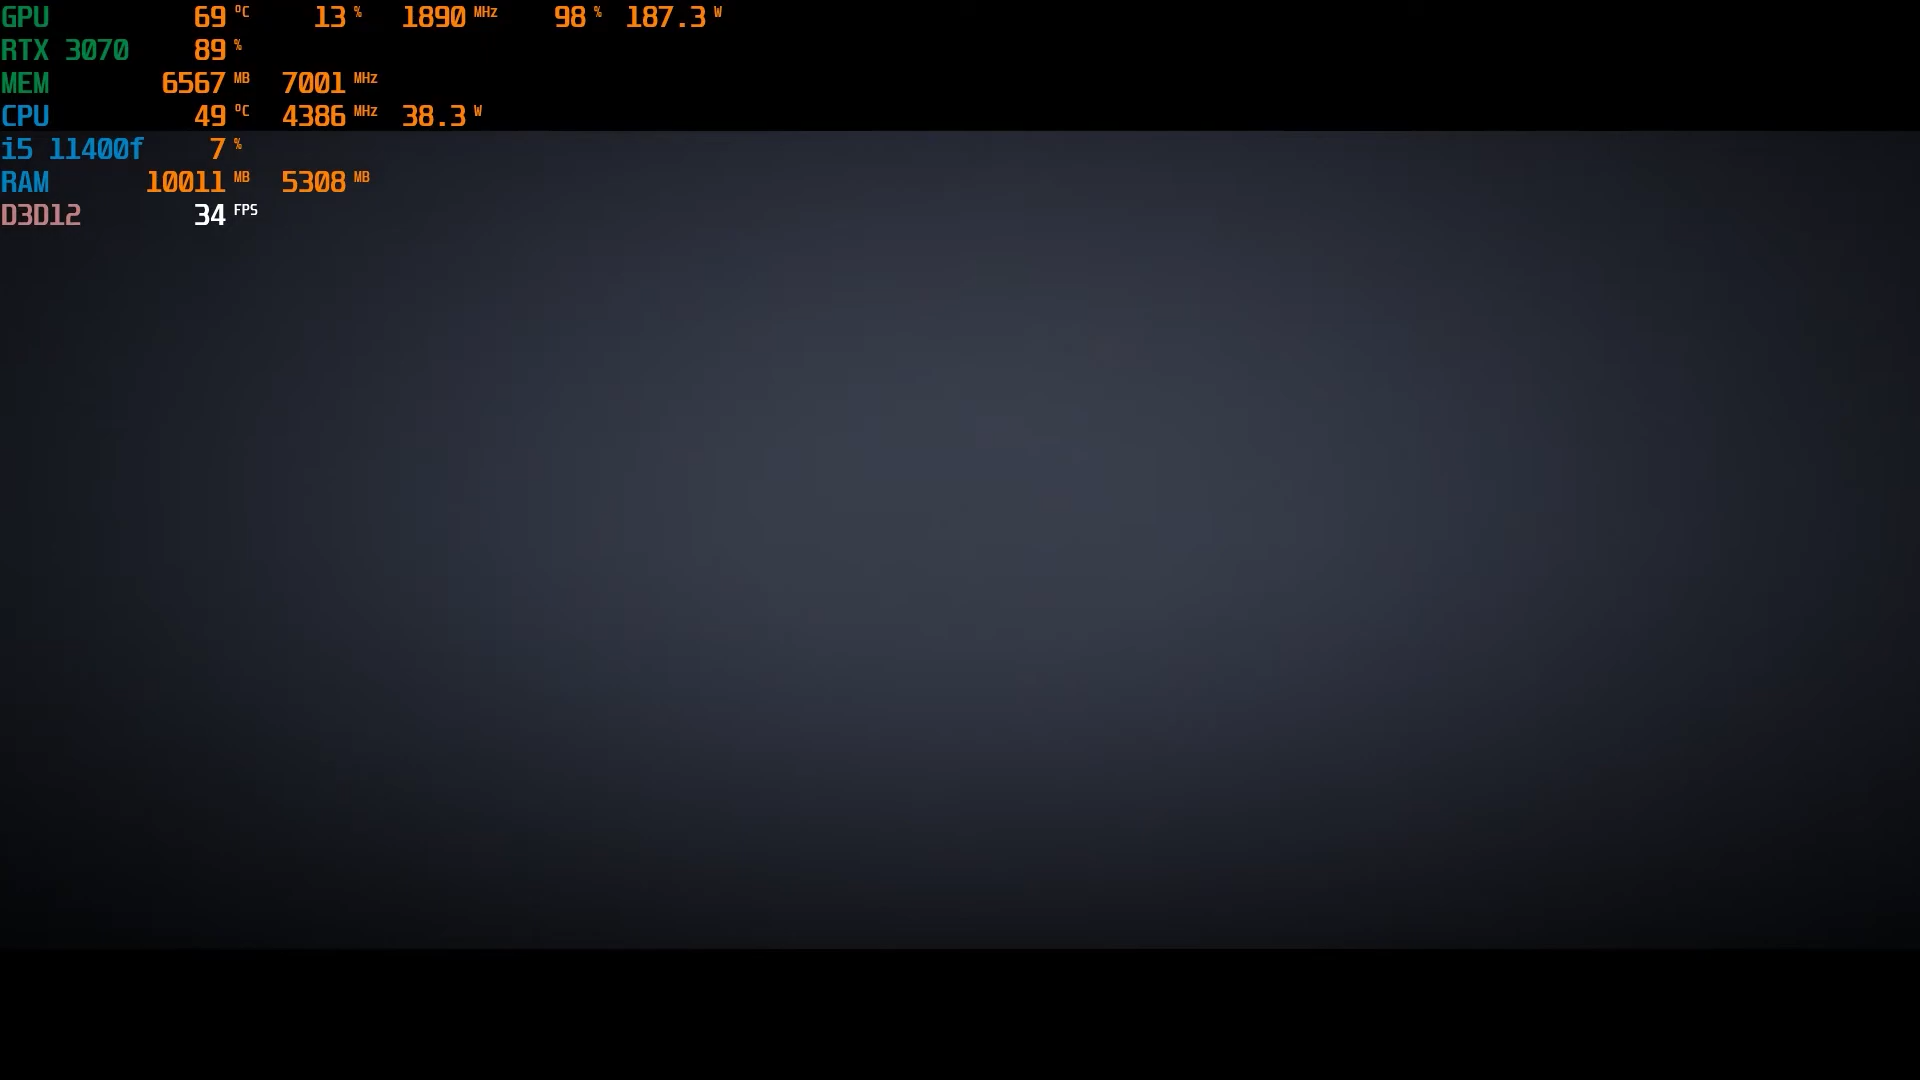 GPU 69 °C 13 % 1890 MHz 98 % 187.3 W
RTX 3070 89 %
MEM 6567 MB 7001 MHz
CPU 49 °C 4386 MHz 38.3 W
i5 11400f 7 %
RAM 10011 MB 5308 MB
D3D12 34 FPS